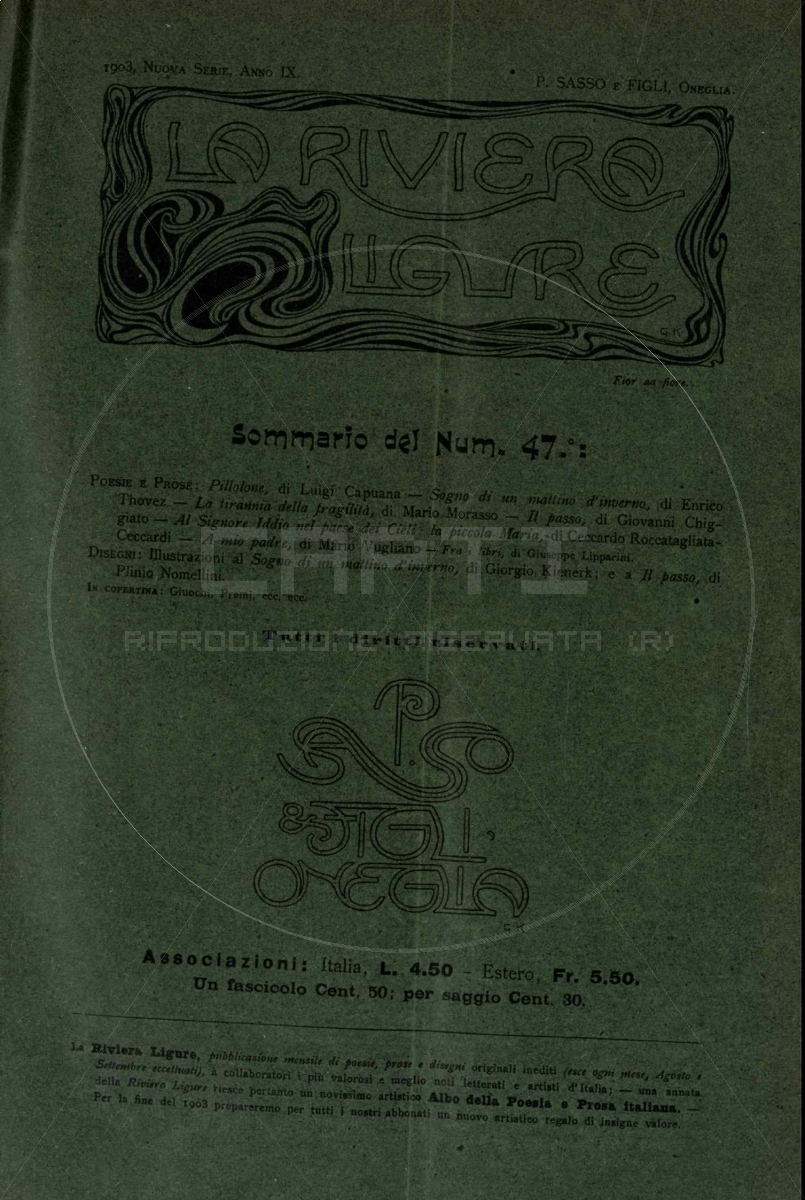 1903, Nuova Serie, Anno IX.
P. SASSO e FIGLI, Oneglia.
LA RIVIERA
LIGURE
G K
Fior da fiore.
Sommario del Num. 47.°:
Poesie e Prose: Pillolone, di Luigi Capuana — Sogno di un mattino d'inverno, di Enrico
Thovez — La tirannia della fragilità, di Mario Morasso — Il passo, di Giovanni Chig-
giato — Al Signore Iddio nel paese dei Cieli: la piccola Maria, di Ceccardo Roccatagliata-
Ceccardi — A mio padre, di Mario Vugliano — Fra i libri, di Giuseppe Lipparini.
Disegni: Illustrazioni al Sogno di un mattino d'inverno, di Giorgio Kienerk; e a Il passo, di
Plinio Nomellini.
In copertina: Giuochi, Premi, ecc. ecc.
Tutti i diritti riservati.
RIPRODUZIONE RISERVATA (R)
P. SASSO
& FIGLI,
ONEGLIA
G K
Associazioni: Italia, L. 4.50 – Estero, Fr. 5.50.
Un fascicolo Cent. 50; per saggio Cent. 30.
La Riviera Ligure, pubblicazione mensile di poesie, prose e disegni originali inediti (esce ogni mese, Agosto e
Settembre eccettuati), à collaboratori i più valorosi e meglio noti letterati e artisti d'Italia; — una annata
della Riviera Ligure riesce pertanto un novissimo artistico Albo della Poesia e Prosa italiana. —
Per la fine del 1903 prepareremo per tutti i nostri abbonati un nuovo artistico regalo di insigne valore.